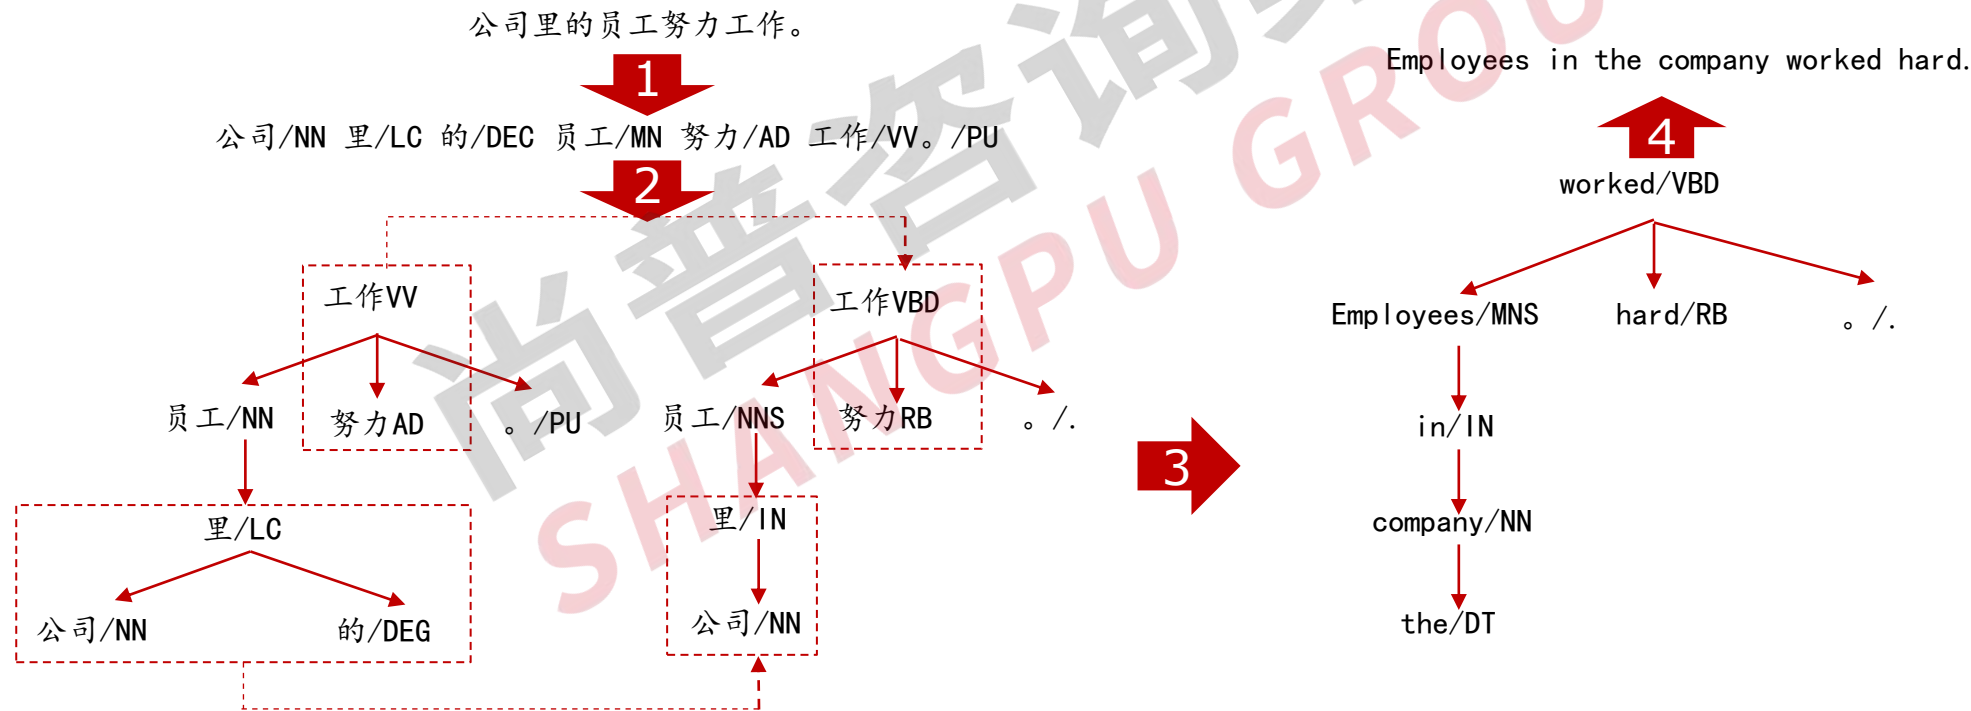 公司里的员工努力工作。
1
公司/NN 里/LC 的/DEC 员工/MN 努力/AD 工作/VV。/PU
2
工作VV
员工/NN 努力AD 。/PU
里/LC
公司/NN 的/DEG
工作VBD
员工/NNS 努力RB 。/.
里/IN
公司/NN
3
Employees in the company worked hard.
4
worked/VBD
Employees/MNS hard/RB 。/.
in/IN
company/NN
the/DT
尚普咨询集
SHANGPU GROU